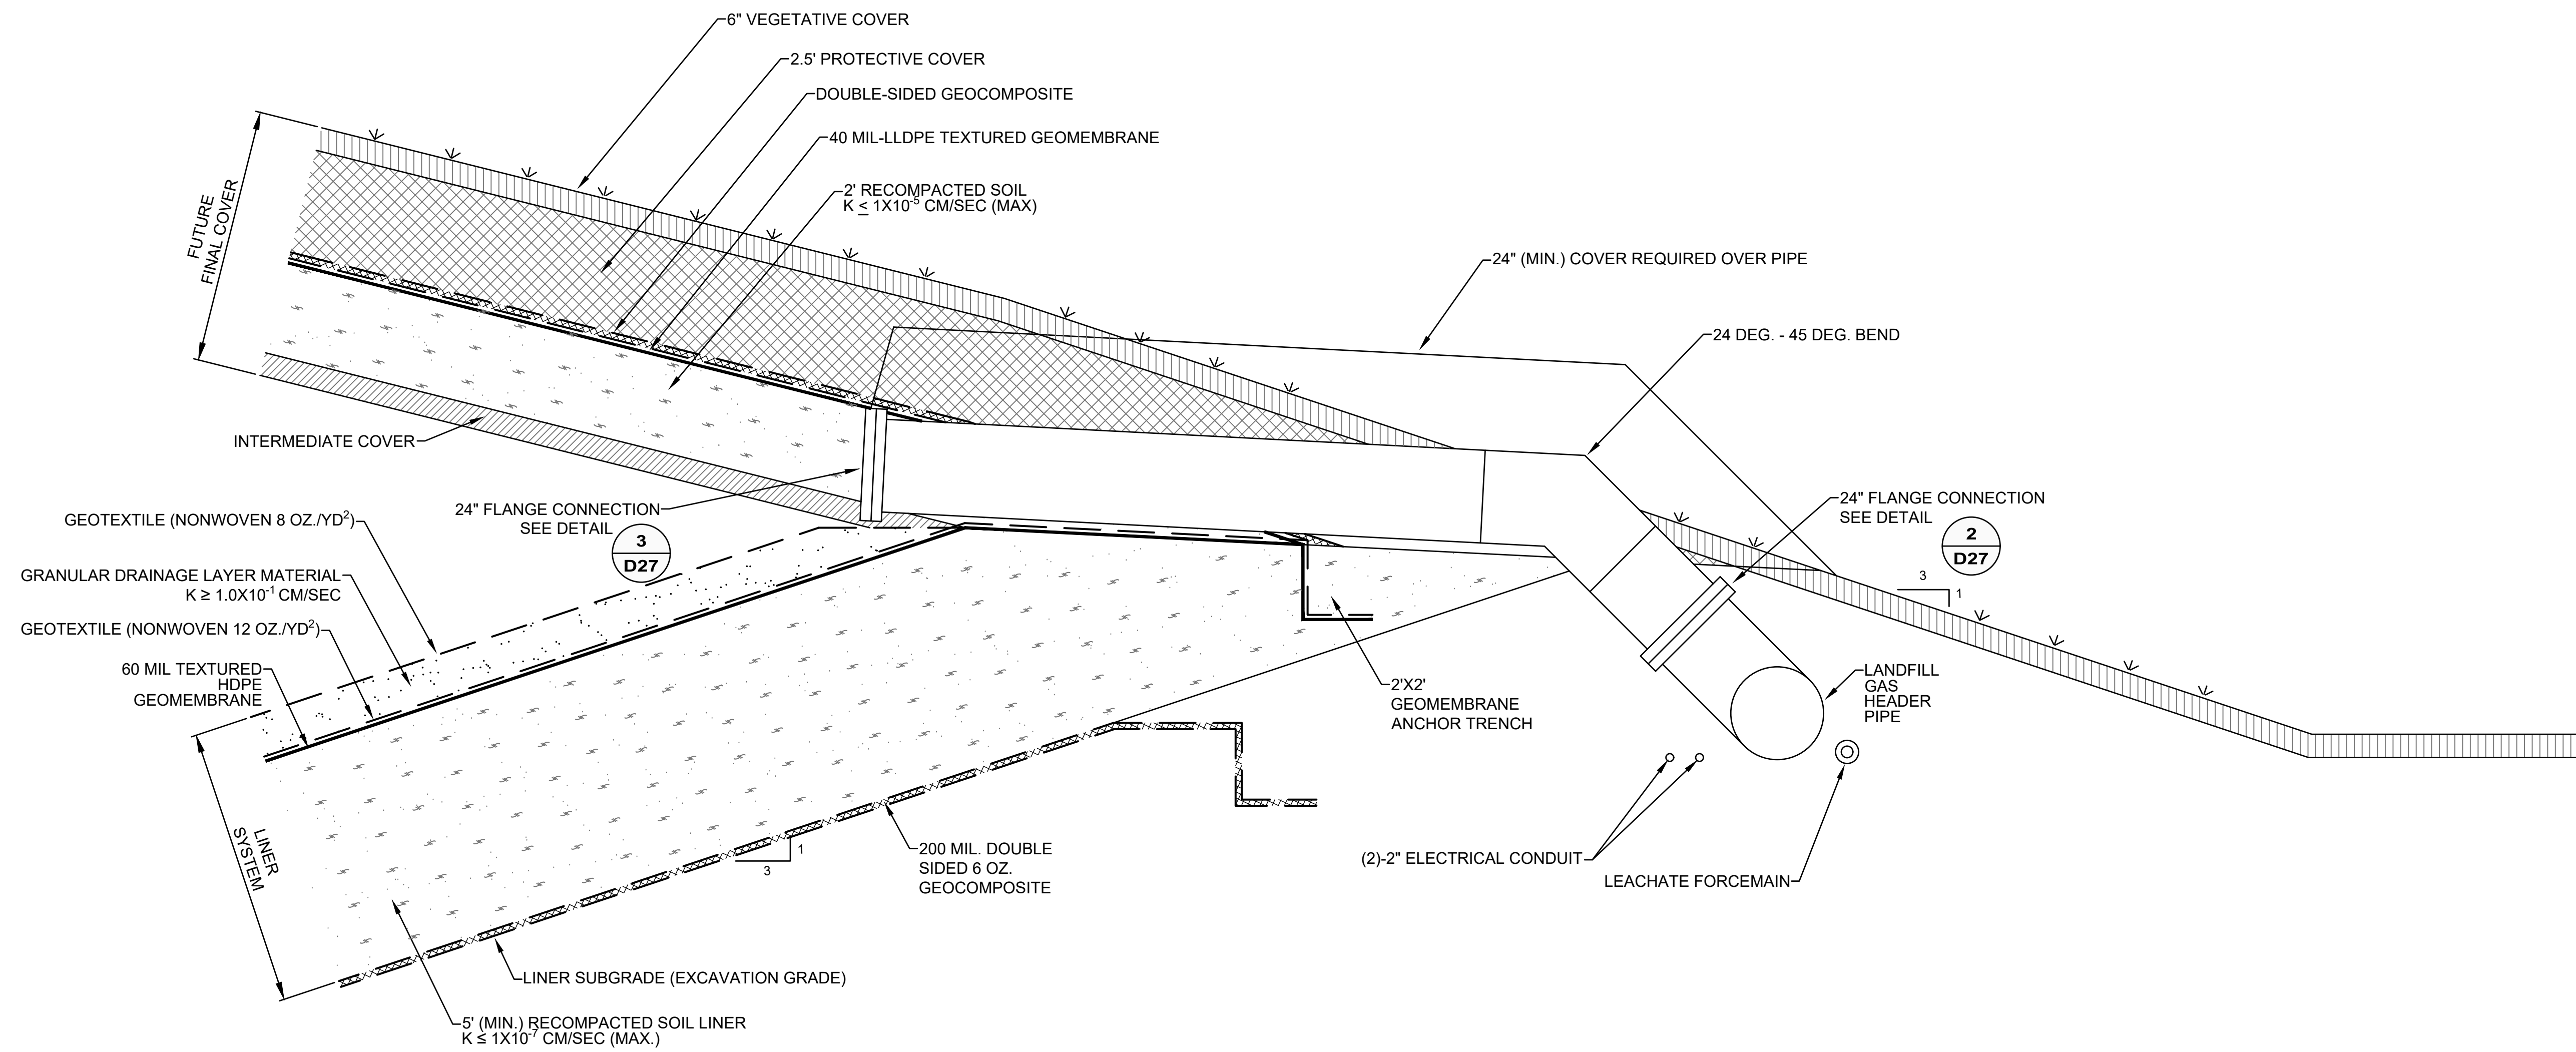 6" VEGETATIVE COVER
2.5' PROTECTIVE COVER
DOUBLE-SIDED GEOCOMPOSITE
40 MIL-LLDPE TEXTURED GEOMEMBRANE
2' RECOMPACTED SOIL
K ≤ 1X10⁻⁵ CM/SEC (MAX)
FUTURE
FINAL COVER
24" (MIN.) COVER REQUIRED OVER PIPE
24 DEG. - 45 DEG. BEND
INTERMEDIATE COVER
24" FLANGE CONNECTION
SEE DETAIL
3
D27
24" FLANGE CONNECTION
SEE DETAIL
2
D27
3
1
GEOTEXTILE (NONWOVEN 8 OZ./YD²)
GRANULAR DRAINAGE LAYER MATERIAL
K ≥ 1.0X10⁻¹ CM/SEC
GEOTEXTILE (NONWOVEN 12 OZ./YD²)
60 MIL TEXTURED
HDPE
GEOMEMBRANE
2'X2'
GEOMEMBRANE
ANCHOR TRENCH
LANDFILL
GAS
HEADER
PIPE
LINER
SYSTEM
1
3
200 MIL. DOUBLE
SIDED 6 OZ.
GEOCOMPOSITE
(2)-2" ELECTRICAL CONDUIT
LEACHATE FORCEMAIN
LINER SUBGRADE (EXCAVATION GRADE)
5' (MIN.) RECOMPACTED SOIL LINER
K ≤ 1X10⁻⁷ CM/SEC (MAX.)